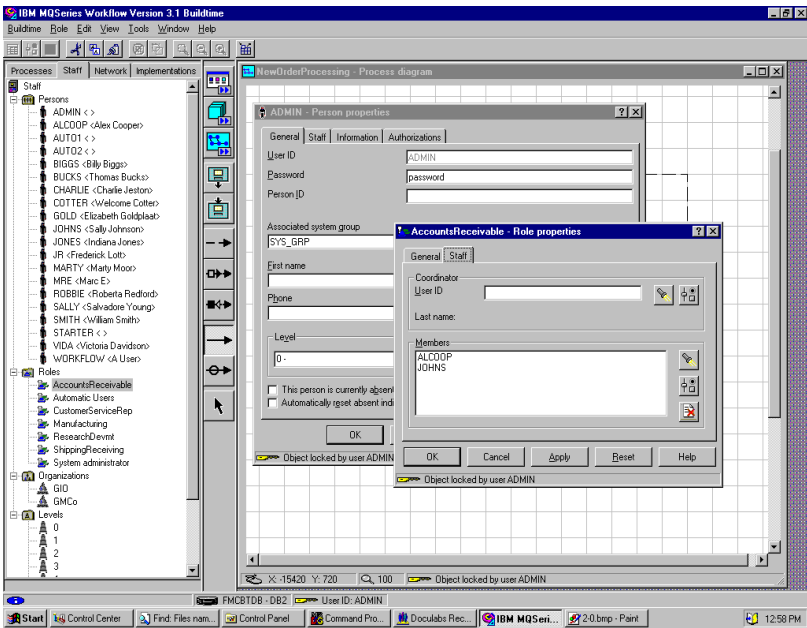 IBM MQSeries Workflow Version 3.1 Buildtime
Buildtime Role Edit View Tools Window Help
Processes Staff Network Implementations
Staff
Persons
ADMIN < >
ALCOOP <Alex Cooper>
AUTO1 < >
AUTO2 < >
BIGGS <Billy Biggs>
BUCKS <Thomas Bucks>
CHARLIE <Charlie Jeston>
COTTER <Welcome Cotter>
GOLD <Elizabeth Goldplaat>
JOHNS <Sally Johnson>
JONES <Indiana Jones>
JR <Frederick Lott>
MARTY <Marty Moor>
MRE <Marc E>
ROBBIE <Roberta Redford>
SALLY <Salvadore Young>
SMITH <William Smith>
STARTER < >
VIDA <Victoria Davidson>
WORKFLOW <A User>
Roles
AccountsReceivable
Automatic Users
CustomerServiceRep
Manufacturing
ResearchDevmt
ShippingReceiving
System administrator
Organizations
GIO
GMCo
Levels
0
1
2
3
NewOrderProcessing - Process diagram
ADMIN - Person properties
General Staff Information Authorizations
User ID ADMIN
Password password
Person ID
Associated system group
SYS_GRP
First name
Phone
Level
0 -
This person is currently absent
Automatically reset absent indi
OK
Object locked by user ADMIN
AccountsReceivable - Role properties
General Staff
Coordinator
User ID
Last name:
Members
ALCOOP
JOHNS
OK Cancel Apply Reset Help
Object locked by user ADMIN
X: -15420 Y: 720 100 Object locked by user ADMIN
FMCBTDB - DB2 User ID: ADMIN
Start Control Center Find: Files nam... Control Panel Command Pro... Doculabs Rec... IBM MQSeri... 2-0.bmp - Paint 12:58 PM